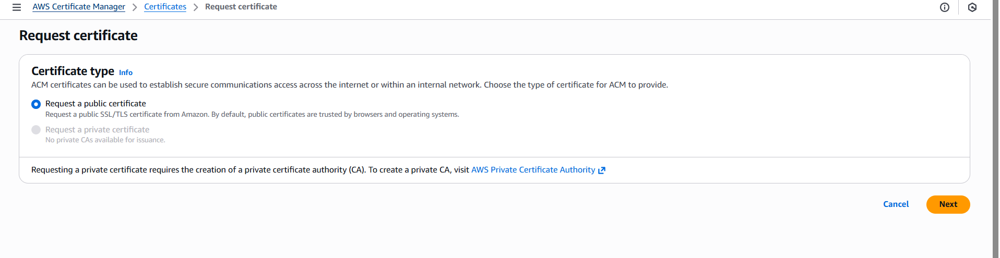 AWS Certificate Manager > Certificates > Request certificate
Request certificate
Certificate type Info
ACM certificates can be used to establish secure communications access across the internet or within an internal network. Choose the type of certificate for ACM to provide.
Request a public certificate
Request a public SSL/TLS certificate from Amazon. By default, public certificates are trusted by browsers and operating systems.
Request a private certificate
No private CAs available for issuance.
Requesting a private certificate requires the creation of a private certificate authority (CA). To create a private CA, visit AWS Private Certificate Authority
Cancel Next